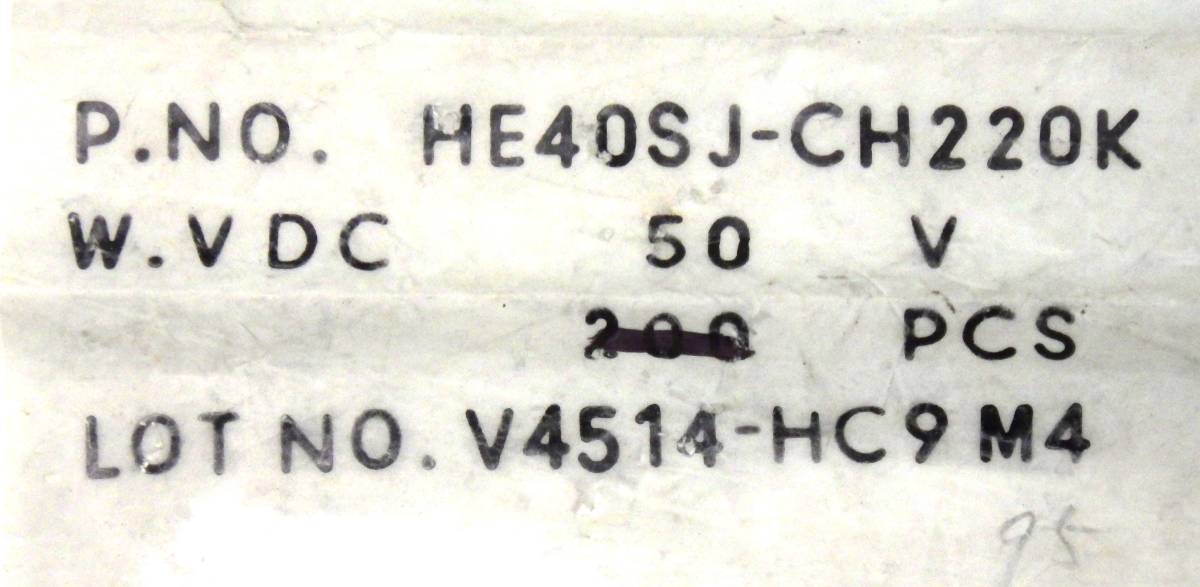 P.NO. HE40SJ-CH220K
W.VDC 50 V
200 PCS
LOT NO. V4514-HC9M4
95